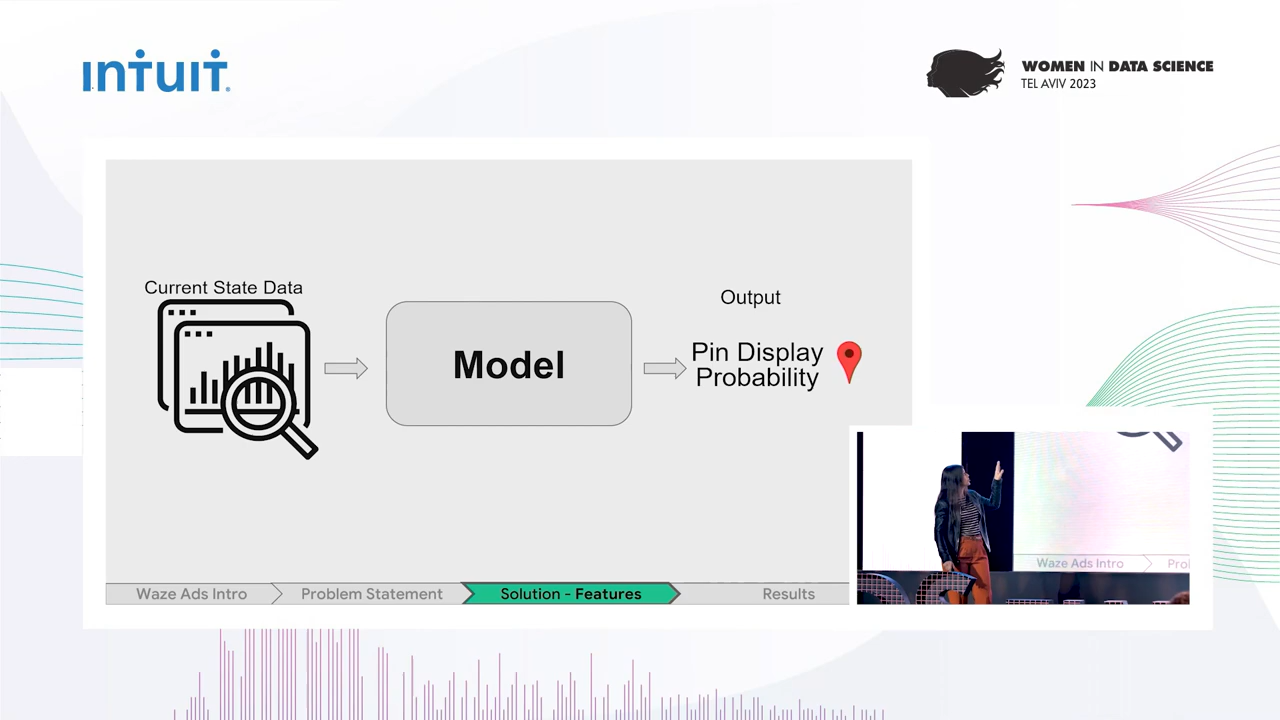 INTUIT
WOMEN IN DATA SCIENCE
TEL AVIV 2023
Current State Data
Model
Output
Pin Display
Probability
Waze Ads Intro
Problem Statement
Solution - Features
Results
Waze Ads Intro
Prol